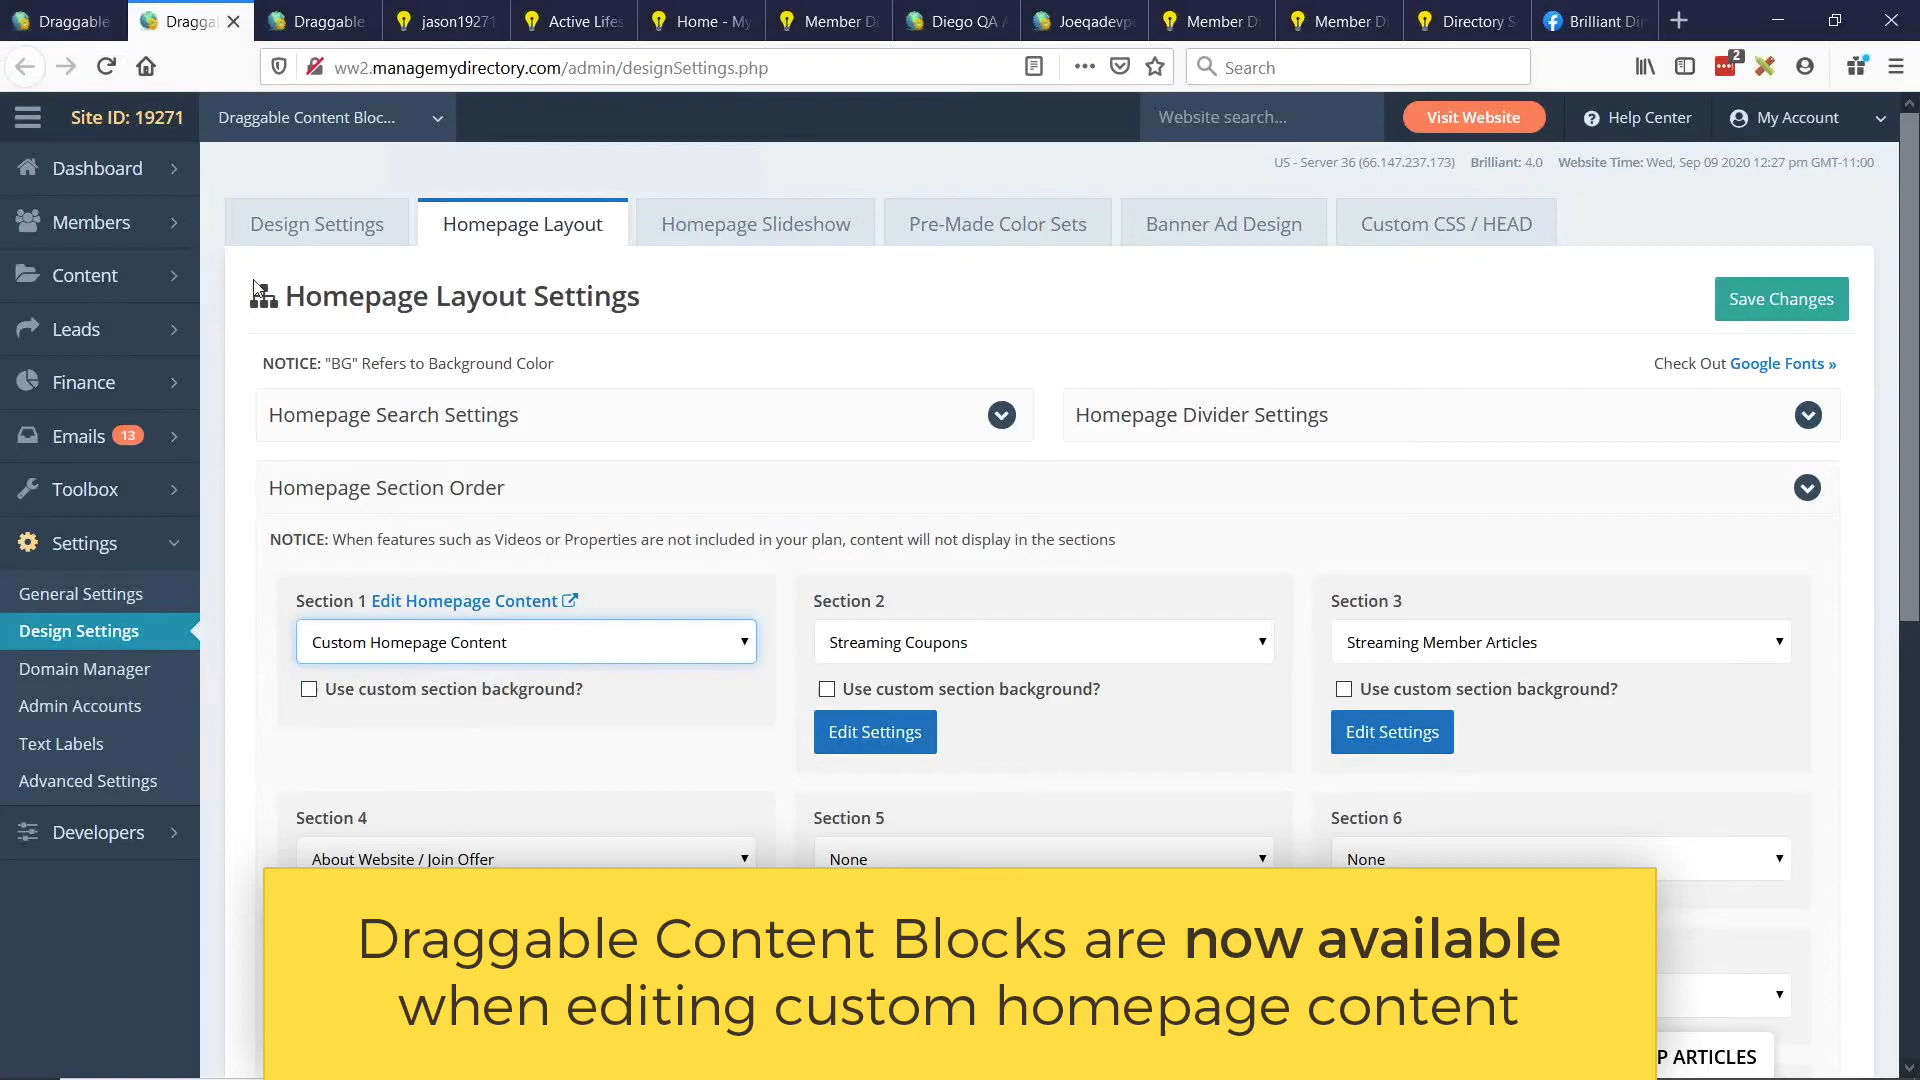 Draggable
Dragga
Draggable
jason1927
Active Lifes
Home - My
Member Di
Diego QA
Joeqadevp
Member Di
Member Di
Directory S
Brilliant Di
ww2.managemydirectory.com/admin/designSettings.php
Search
2
Site ID: 19271
Draggable Content Bloc...
Website search...
Visit Website
Help Center
My Account
US - Server 36 (66.147.237.173) Brilliant: 4.0 Website Time: Wed, Sep 09 2020 12:27 pm GMT-11:00
Dashboard
Members
Content
Leads
Finance
Emails 13
Toolbox
Settings
General Settings
Design Settings
Domain Manager
Admin Accounts
Text Labels
Advanced Settings
Developers
Design Settings
Homepage Layout
Homepage Slideshow
Pre-Made Color Sets
Banner Ad Design
Custom CSS / HEAD
Homepage Layout Settings
Save Changes
NOTICE: "BG" Refers to Background Color
Check Out Google Fonts »
Homepage Search Settings
Homepage Divider Settings
Homepage Section Order
NOTICE: When features such as Videos or Properties are not included in your plan, content will not display in the sections
Section 1 Edit Homepage Content
Custom Homepage Content
Use custom section background?
Section 2
Streaming Coupons
Use custom section background?
Edit Settings
Section 3
Streaming Member Articles
Use custom section background?
Edit Settings
Section 4
About Website / Join Offer
Section 5
None
Section 6
None
Draggable Content Blocks are now available
when editing custom homepage content
P ARTICLES